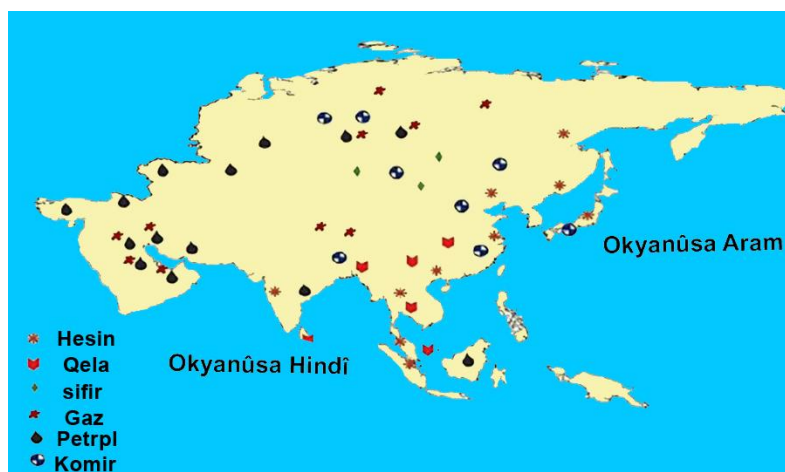 Okyanûsa Aram
Okyanûsa Hindî
Hesin
Qela
sifir
Gaz
Petrpl
Komir